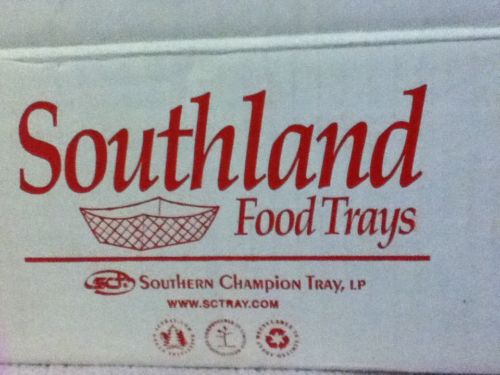 Southland
Food Trays
SCT
Southern Champion Tray, LP
www.sctray.com